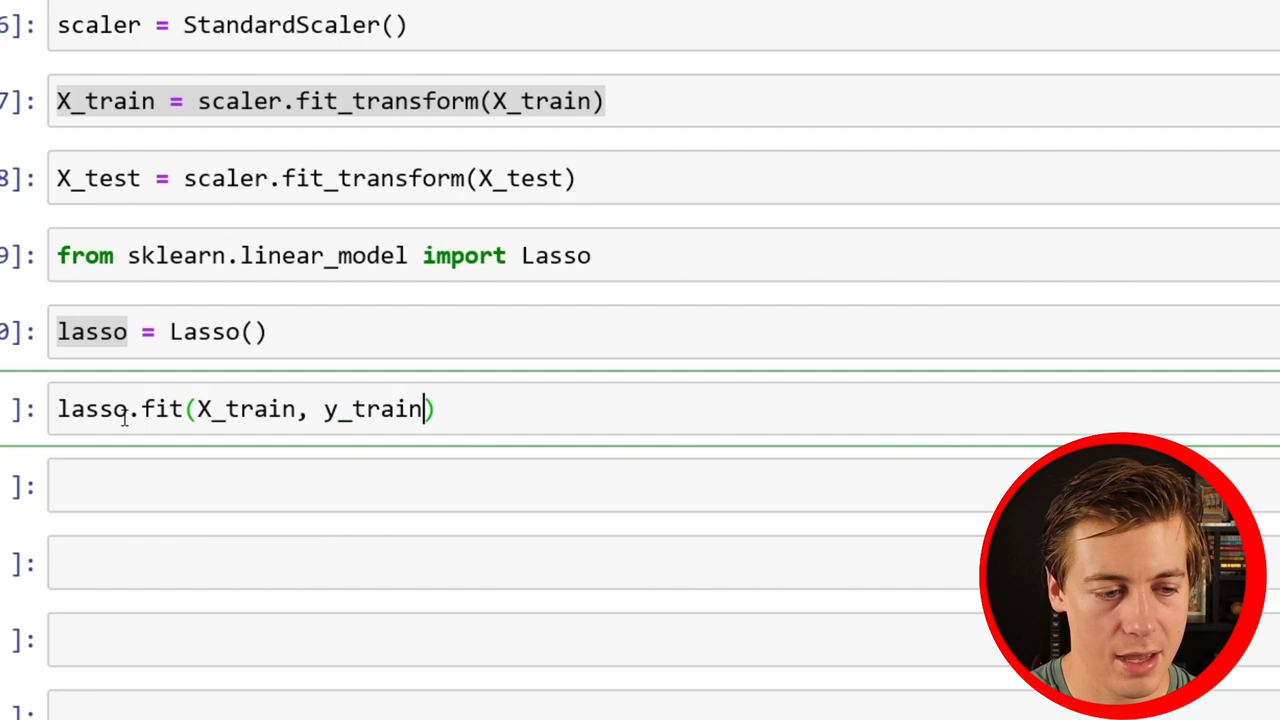 6]: scaler = StandardScaler()
7]: X_train = scaler.fit_transform(X_train)
8]: X_test = scaler.fit_transform(X_test)
9]: from sklearn.linear_model import Lasso
0]: lasso = Lasso()
]: lasso.fit(X_train, y_train)
]:
]:
]:
]: